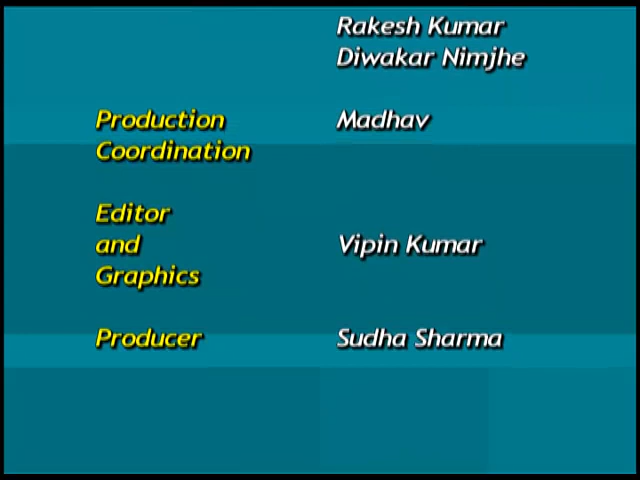 Rakesh Kumar
Diwakar Nimjhe
Production Madhav
Coordination
Editor
and Vipin Kumar
Graphics
Producer Sudha Sharma